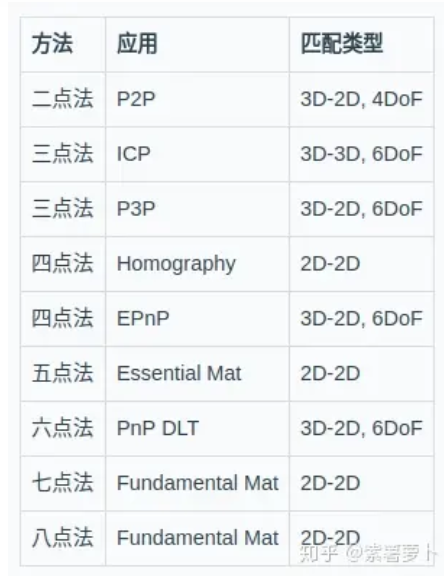 方法 应用 匹配类型
二点法 P2P 3D-2D, 4DoF
三点法 ICP 3D-3D, 6DoF
三点法 P3P 3D-2D, 6DoF
四点法 Homography 2D-2D
四点法 EPnP 3D-2D, 6DoF
五点法 Essential Mat 2D-2D
六点法 PnP DLT 3D-2D, 6DoF
七点法 Fundamental Mat 2D-2D
八点法 Fundamental Mat 2D-2D
知乎 @紫薯萝卜